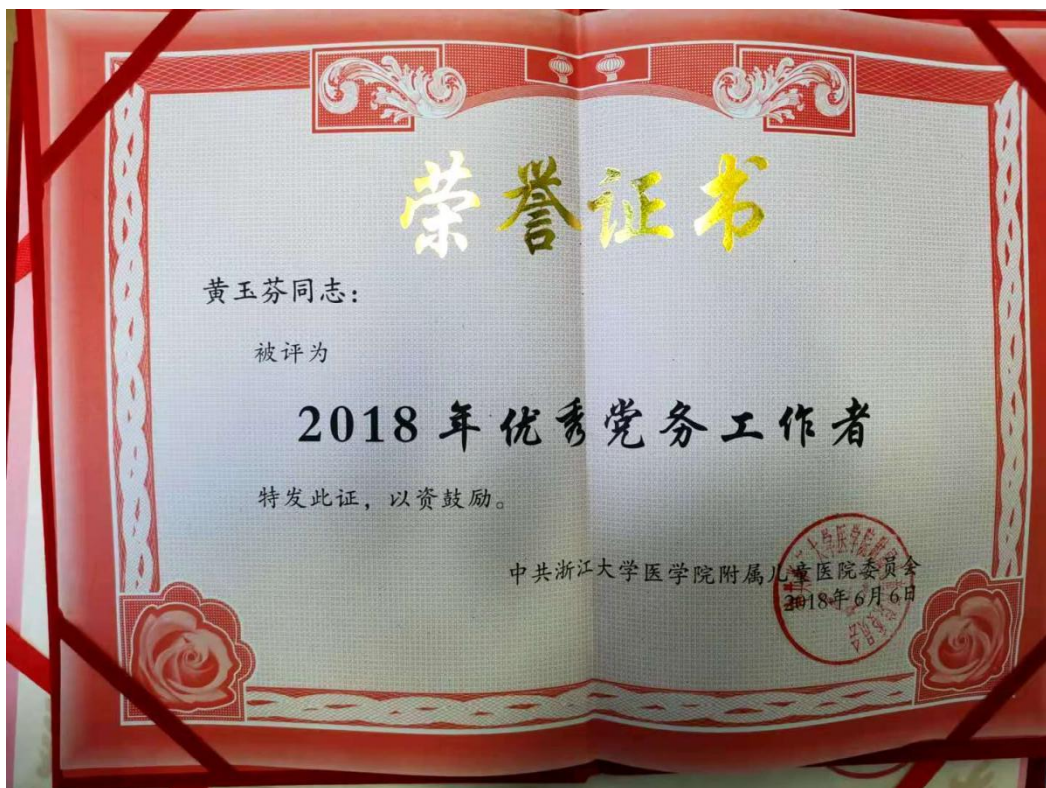 荣誉证书
黄玉芬同志：
被评为
2018年优秀党务工作者
特发此证，以资鼓励。
中共浙江大学医学院附属儿童医院委员会
2018年6月6日